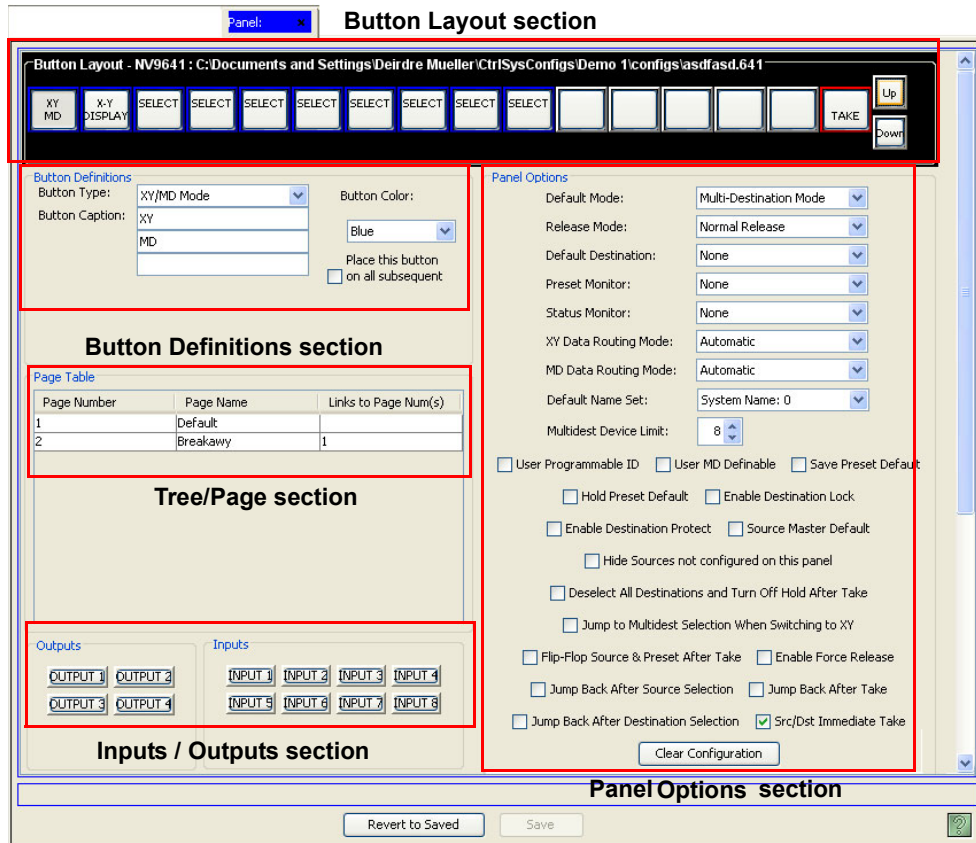 Panel: ×
Button Layout section
Button Layout - NV9641 : C:\Documents and Settings\Deirdre Mueller\CtrlSysConfigs\Demo 1\configs\asdfasd.641
XY MD
X-Y DISPLAY
SELECT
SELECT
SELECT
SELECT
SELECT
SELECT
SELECT
SELECT
TAKE
Up
Down
Button Definitions
Button Type: XY/MD Mode
Button Color:
Button Caption: XY
MD
Blue
Place this button
on all subsequent
Button Definitions section
Page Table
Page Number Page Name Links to Page Num(s)
1 Default
2 Breakawy 1
Tree/Page section
Outputs
OUTPUT 1 OUTPUT 2
OUTPUT 3 OUTPUT 4
Inputs
INPUT 1 INPUT 2 INPUT 3 INPUT 4
INPUT 5 INPUT 6 INPUT 7 INPUT 8
Inputs / Outputs section
Panel Options
Default Mode: Multi-Destination Mode
Release Mode: Normal Release
Default Destination: None
Preset Monitor: None
Status Monitor: None
XY Data Routing Mode: Automatic
MD Data Routing Mode: Automatic
Default Name Set: System Name: 0
Multidest Device Limit: 8
User Programmable ID User MD Definable Save Preset Default
Hold Preset Default Enable Destination Lock
Enable Destination Protect Source Master Default
Hide Sources not configured on this panel
Deselect All Destinations and Turn Off Hold After Take
Jump to Multidest Selection When Switching to XY
Flip-Flop Source & Preset After Take Enable Force Release
Jump Back After Source Selection Jump Back After Take
Jump Back After Destination Selection Src/Dst Immediate Take
Clear Configuration
Panel Options section
Revert to Saved Save
?